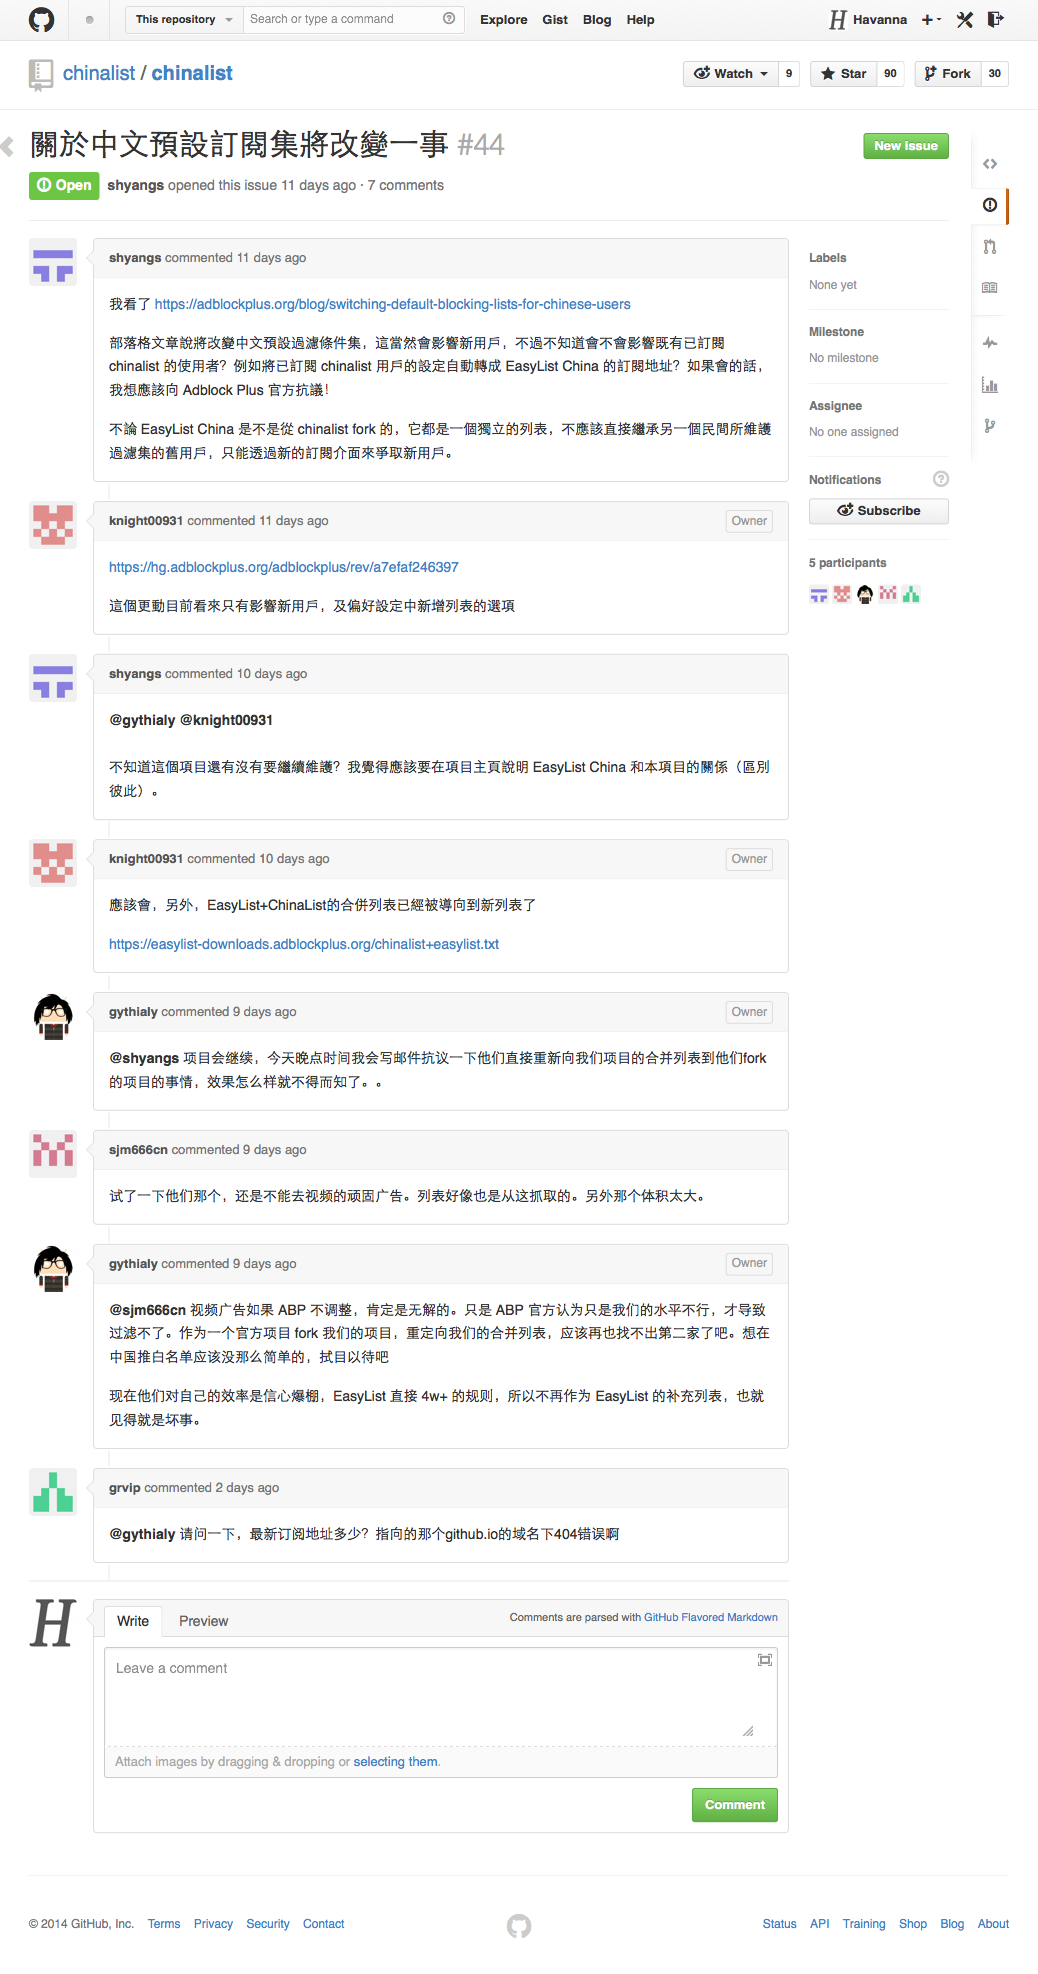 This repository
Search or type a command
Explore Gist Blog Help
Havanna
chinalist / chinalist
Watch 9
Star 90
Fork 30
關於中文預設訂閱集將改變一事 #44
New issue
Open shyangs opened this issue 11 days ago · 7 comments
shyangs commented 11 days ago
我看了 https://adblockplus.org/blog/switching-default-blocking-lists-for-chinese-users
部落格文章說將改變中文預設過濾條件集，這當然會影響新用戶，不過不知道會不會影響既有已訂閱
chinalist 的使用者？例如將已訂閱 chinalist 用戶的設定自動轉成 EasyList China 的訂閱地址？如果會的話，
我想應該向 Adblock Plus 官方抗議！
不論 EasyList China 是不是從 chinalist fork 的，它都是一個獨立的列表，不應該直接繼承另一個民間所維護
過濾集的舊用戶，只能透過新的訂閱介面來爭取新用戶。
Labels
None yet
Milestone
No milestone
Assignee
No one assigned
Notifications
Subscribe
5 participants
knight00931 commented 11 days ago
Owner
https://hg.adblockplus.org/adblockplus/rev/a7efaf246397
這個更動目前看來只有影響新用戶，及偏好設定中新增列表的選項
shyangs commented 10 days ago
@gythialy @knight00931
不知道這個項目還有沒有要繼續維護？我覺得應該要在項目主頁說明 EasyList China 和本項目的關係（區別
彼此）。
knight00931 commented 10 days ago
Owner
應該會，另外，EasyList+ChinaList的合併列表已經被導向到新列表了
https://easylist-downloads.adblockplus.org/chinalist+easylist.txt
gythialy commented 9 days ago
Owner
@shyangs 项目会继续，今天晚点时间我会写邮件抗议一下他们直接重新向我们项目的合并列表到他们fork
的项目的事情，效果怎么样就不得而知了。。
sjm666cn commented 9 days ago
试了一下他们那个，还是不能去视频的顽固广告。列表好像也是从这抓取的。另外那个体积太大。
gythialy commented 9 days ago
Owner
@sjm666cn 视频广告如果 ABP 不调整，肯定是无解的。只是 ABP 官方认为只是我们的水平不行，才导致
过滤不了。作为一个官方项目 fork 我们的项目，重定向我们的合并列表，应该再也找不出第二家了吧。想在
中国推白名单应该没那么简单的，拭目以待吧
现在他们对自己的效率是信心爆棚，EasyList 直接 4w+ 的规则，所以不再作为 EasyList 的补充列表，也就
见得就是坏事。
grvip commented 2 days ago
@gythialy 请问一下，最新订阅地址多少？指向的那个github.io的域名下404错误啊
Write Preview
Comments are parsed with GitHub Flavored Markdown
Leave a comment
Attach images by dragging & dropping or selecting them.
Comment
© 2014 GitHub, Inc. Terms Privacy Security Contact
Status API Training Shop Blog About